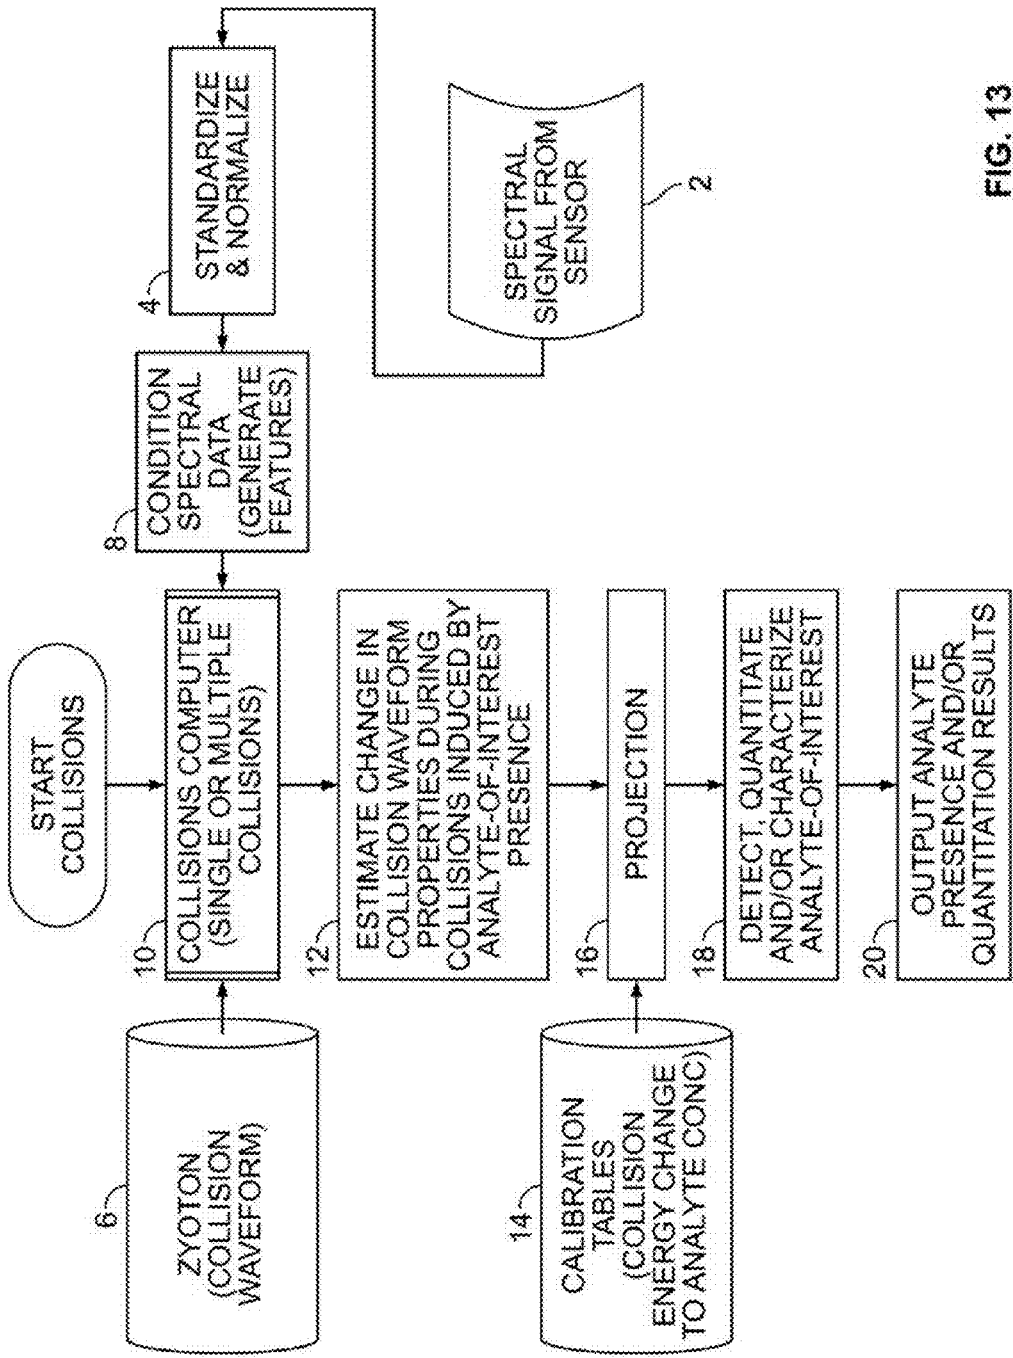 START
COLLISIONS
6
ZYOTON
(COLLISION
WAVEFORM)
10
COLLISIONS COMPUTER
(SINGLE OR MULTIPLE
COLLISIONS)
8
CONDITION
SPECTRAL
DATA
(GENERATE
FEATURES)
4
STANDARDIZE
& NORMALIZE
12
ESTIMATE CHANGE IN
COLLISION WAVEFORM
PROPERTIES DURING
COLLISIONS INDUCED BY
ANALYTE-OF-INTEREST
PRESENCE
SPECTRAL
SIGNAL FROM
SENSOR
2
14
CALIBRATION
TABLES
(COLLISION
ENERGY CHANGE
TO ANALYTE CONC)
16
PROJECTION
18
DETECT, QUANTITATE
AND/OR CHARACTERIZE
ANALYTE-OF-INTEREST
20
OUTPUT ANALYTE
PRESENCE AND/OR
QUANTITATION RESULTS
FIG. 13